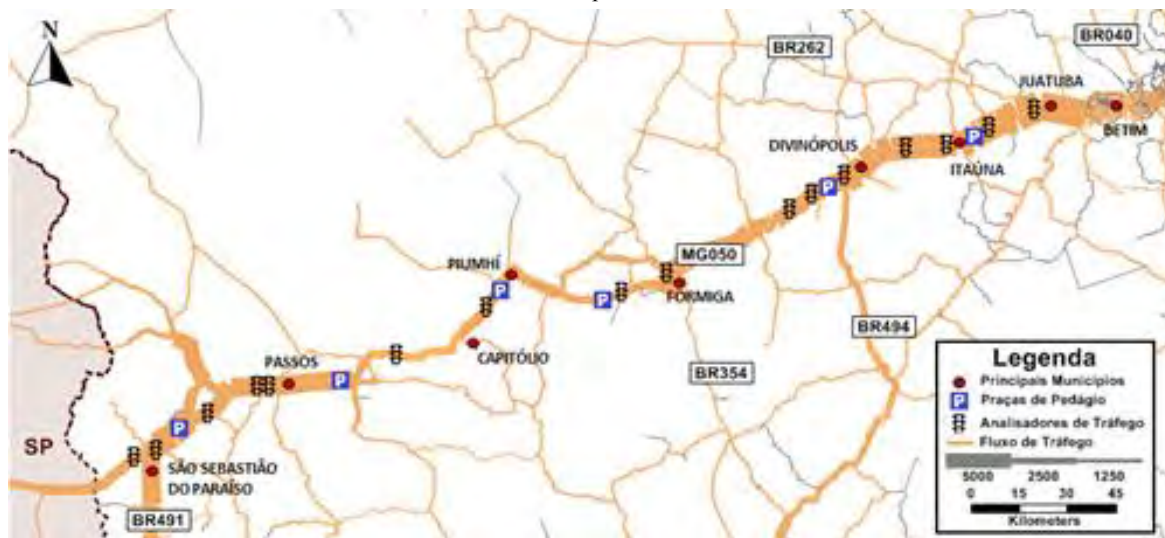 N
BR262
BR040
JUATUBA
BETIM
DIVINÓPOLIS
ITAÚNA
PIUMHÍ
MG050
FORMIGA
BR494
CAPITÓLIO
PASSOS
BR354
SP
SÃO SEBASTIÃO
DO PARAÍSO
BR491
Legenda
Principais Municípios
P Praças de Pedágio
Analisadores de Tráfego
Fluxo de Tráfego
5000 2500 1250
0 15 30 45
Kilometers